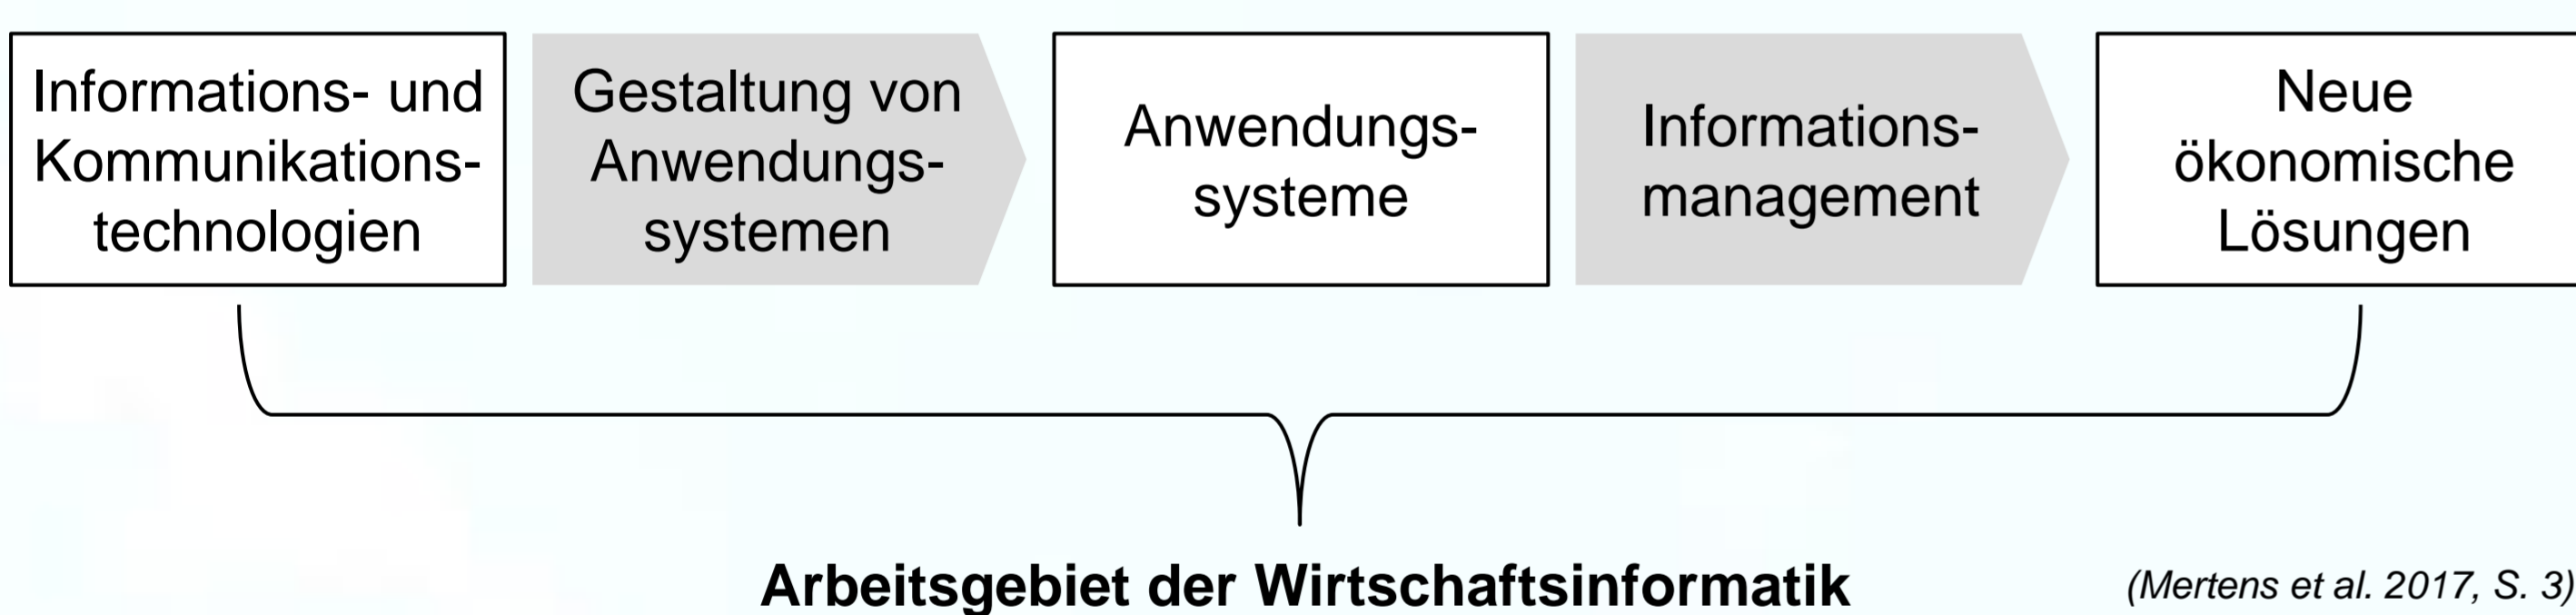 Informations- und
Kommunikations-
technologien
Gestaltung von
Anwendungs-
systemen
Anwendungs-
systeme
Informations-
management
Neue
ökonomische
Lösungen
Arbeitsgebiet der Wirtschaftsinformatik
(Mertens et al. 2017, S. 3)